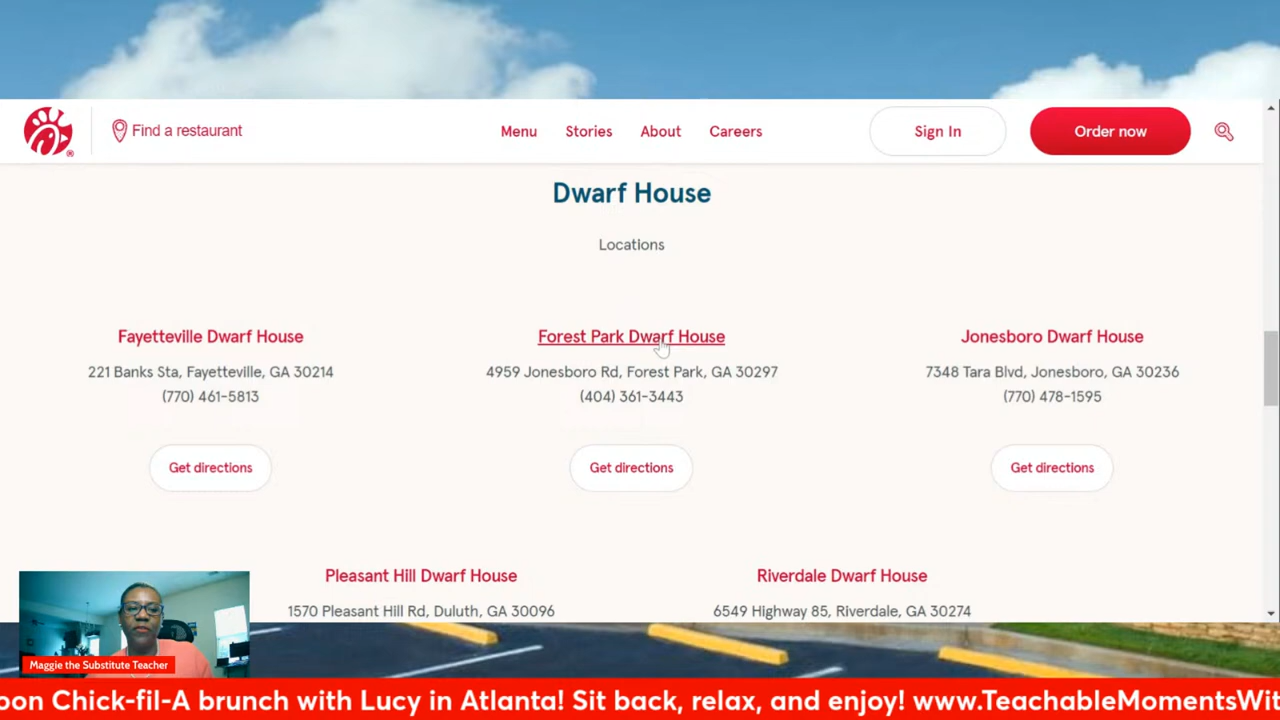 Find a restaurant
Menu
Stories
About
Careers
Sign In
Order now
Dwarf House
Locations
Fayetteville Dwarf House
221 Banks Sta, Fayetteville, GA 30214
(770) 461-5813
Get directions
Forest Park Dwarf House
4959 Jonesboro Rd, Forest Park, GA 30297
(404) 361-3443
Get directions
Jonesboro Dwarf House
7348 Tara Blvd, Jonesboro, GA 30236
(770) 478-1595
Get directions
Pleasant Hill Dwarf House
1570 Pleasant Hill Rd, Duluth, GA 30096
Riverdale Dwarf House
6549 Highway 85, Riverdale, GA 30274
Maggie the Substitute Teacher
oon Chick-fil-A brunch with Lucy in Atlanta! Sit back, relax, and enjoy! www.TeachableMomentsWit